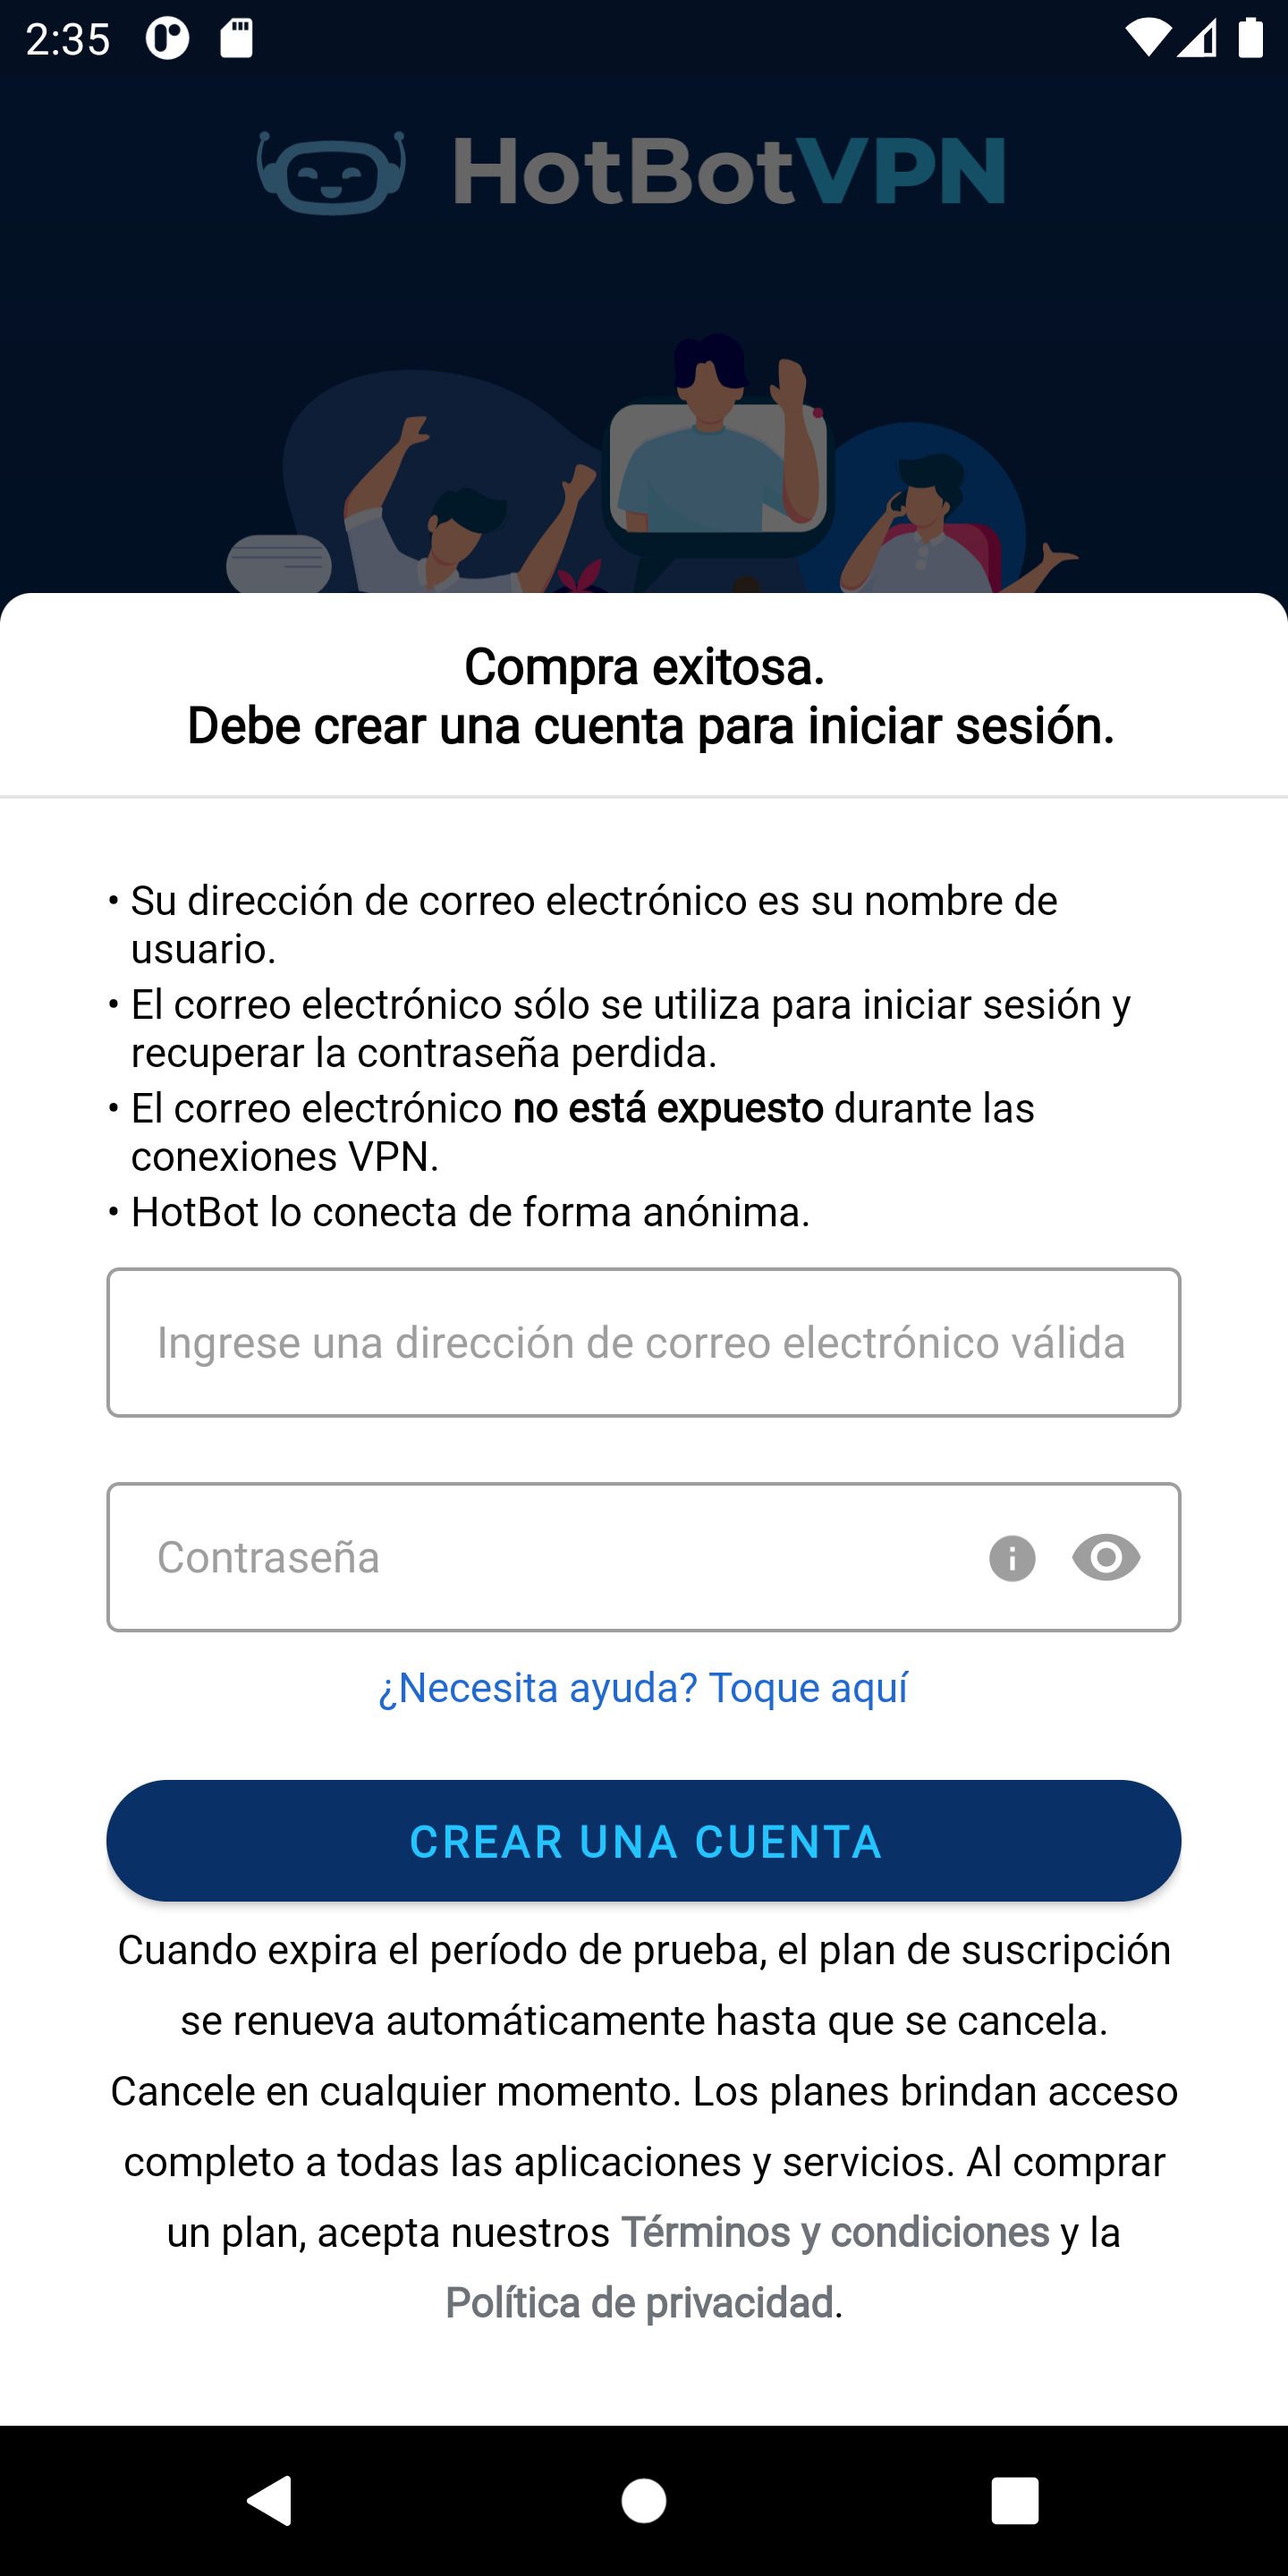 2:35
HotBotVPN
Compra exitosa.
Debe crear una cuenta para iniciar sesión.
• Su dirección de correo electrónico es su nombre de
usuario.
• El correo electrónico sólo se utiliza para iniciar sesión y
recuperar la contraseña perdida.
• El correo electrónico no está expuesto durante las
conexiones VPN.
• HotBot lo conecta de forma anónima.
Ingrese una dirección de correo electrónico válida
Contraseña
¿Necesita ayuda? Toque aquí
CREAR UNA CUENTA
Cuando expira el período de prueba, el plan de suscripción
se renueva automáticamente hasta que se cancela.
Cancele en cualquier momento. Los planes brindan acceso
completo a todas las aplicaciones y servicios. Al comprar
un plan, acepta nuestros Términos y condiciones y la
Política de privacidad.